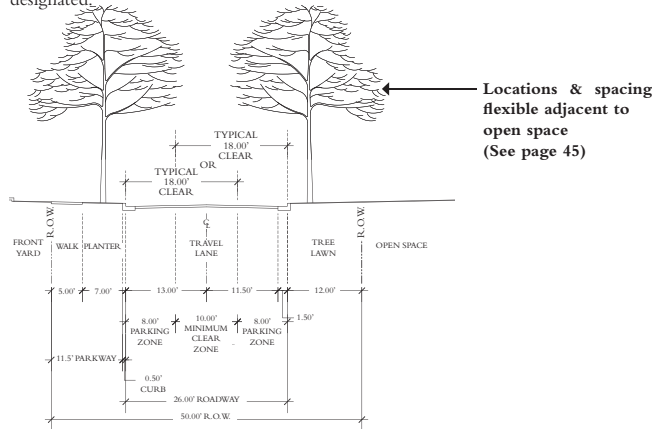 designated.
Locations & spacing
flexible adjacent to
open space
(See page 45)
TYPICAL
18.00'
CLEAR
OR
TYPICAL
18.00'
CLEAR
R.O.W.
R.O.W.
FRONT
YARD
WALK
PLANTER
℄
TRAVEL
LANE
TREE
LAWN
OPEN SPACE
5.00'
7.00'
13.00'
11.50'
12.00'
1.50'
8.00'
PARKING
ZONE
10.00'
MINIMUM
CLEAR
ZONE
8.00'
PARKING
ZONE
11.5' PARKWAY
0.50'
CURB
26.00' ROADWAY
50.00' R.O.W.